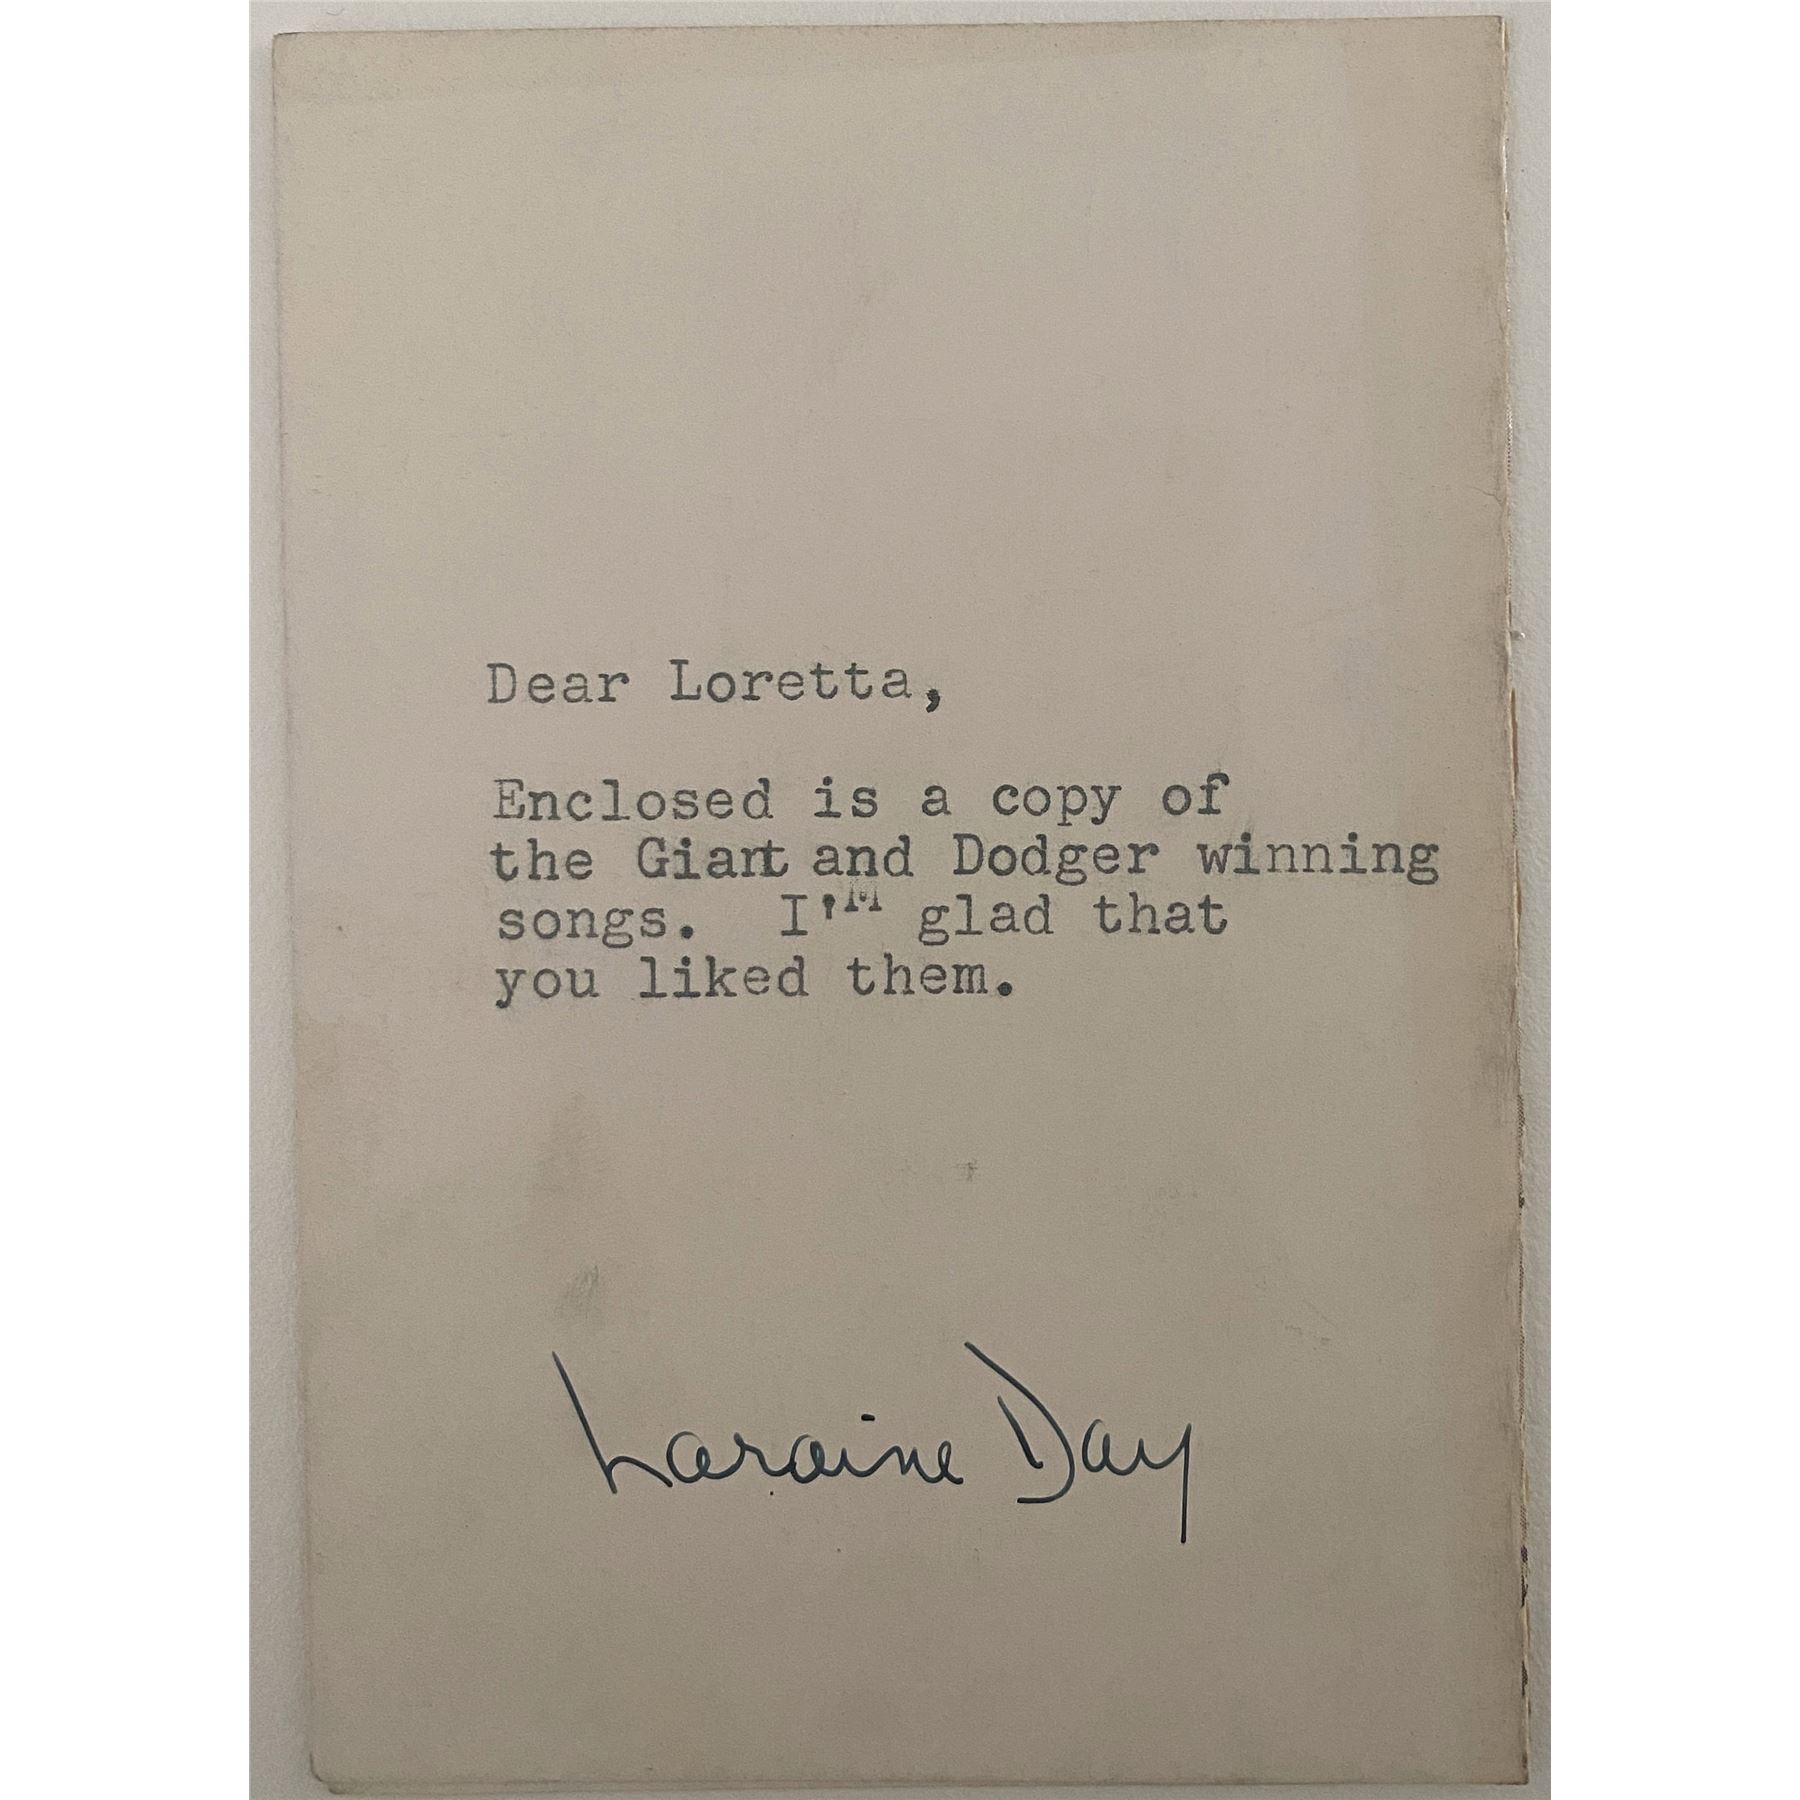 Dear Loretta,
Enclosed is a copy of
the Giant and Dodger winning
songs. I'M glad that
you liked them.
Laraine Day